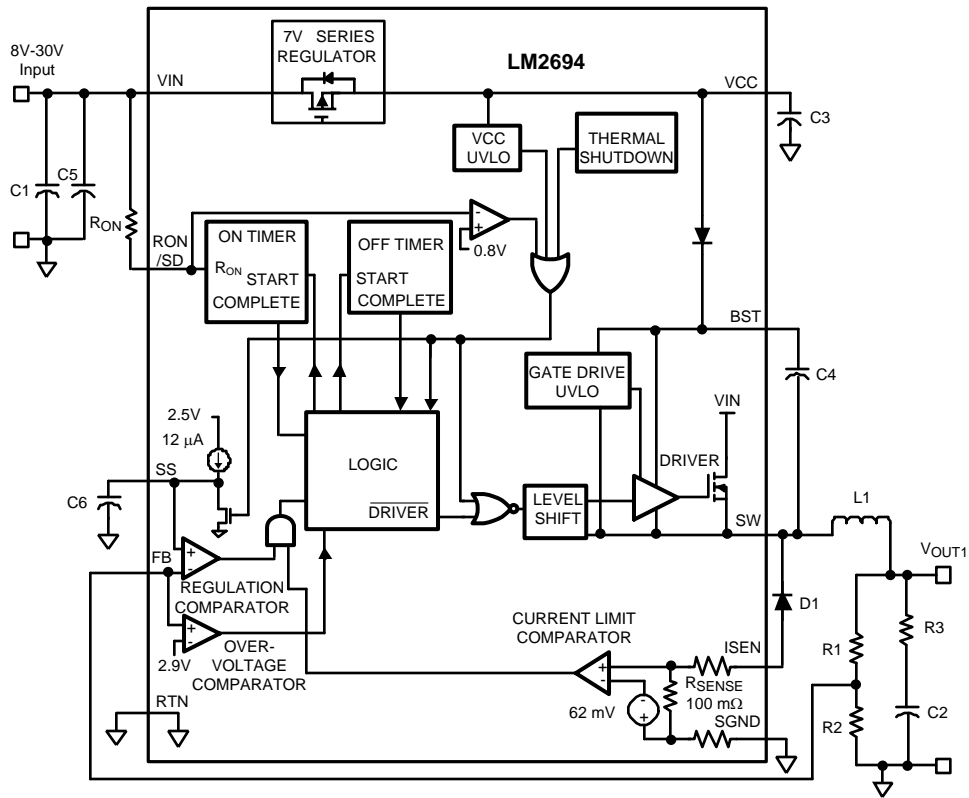 8V-30V
Input
VIN
7V SERIES
REGULATOR
LM2694
VCC
C3
C1
C5
RON
VCC
UVLO
THERMAL
SHUTDOWN
RON
/SD
ON TIMER
RON
START
COMPLETE
OFF TIMER
START
COMPLETE
-
+
0.8V
BST
C4
GATE DRIVE
UVLO
VIN
2.5V
12 μA
SS
C6
LOGIC
DRIVER
LEVEL
SHIFT
DRIVER
SW
L1
VOUT1
FB
+
-
REGULATION
COMPARATOR
+
-
2.9V
OVER-
VOLTAGE
COMPARATOR
CURRENT LIMIT
COMPARATOR
+
-
62 mV
-
+
RSENSE
100 mΩ
ISEN
SGND
D1
R1
R3
R2
C2
RTN